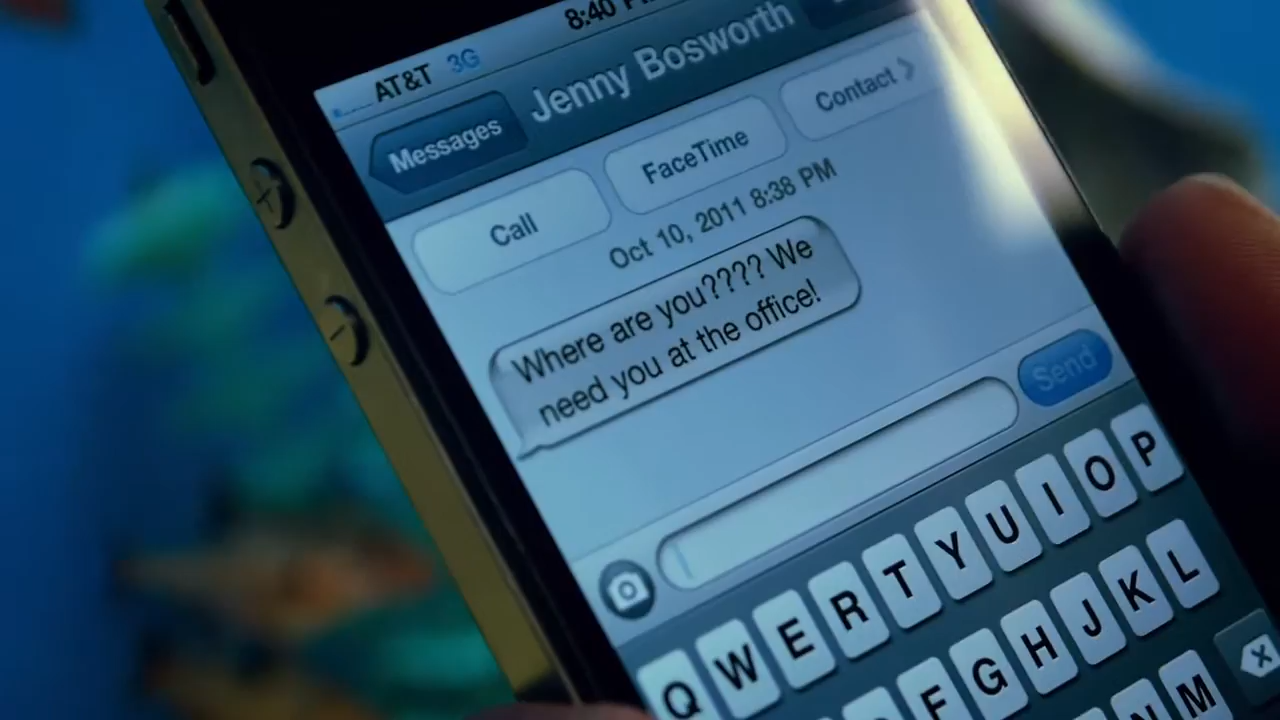 AT&T 3G 8:40 PM
Messages Jenny Bosworth
Call FaceTime Contact
Oct 10, 2011 8:38 PM
Where are you???? We
need you at the office!
Send
Q W E R T Y U I O P
F G H J K L
N M